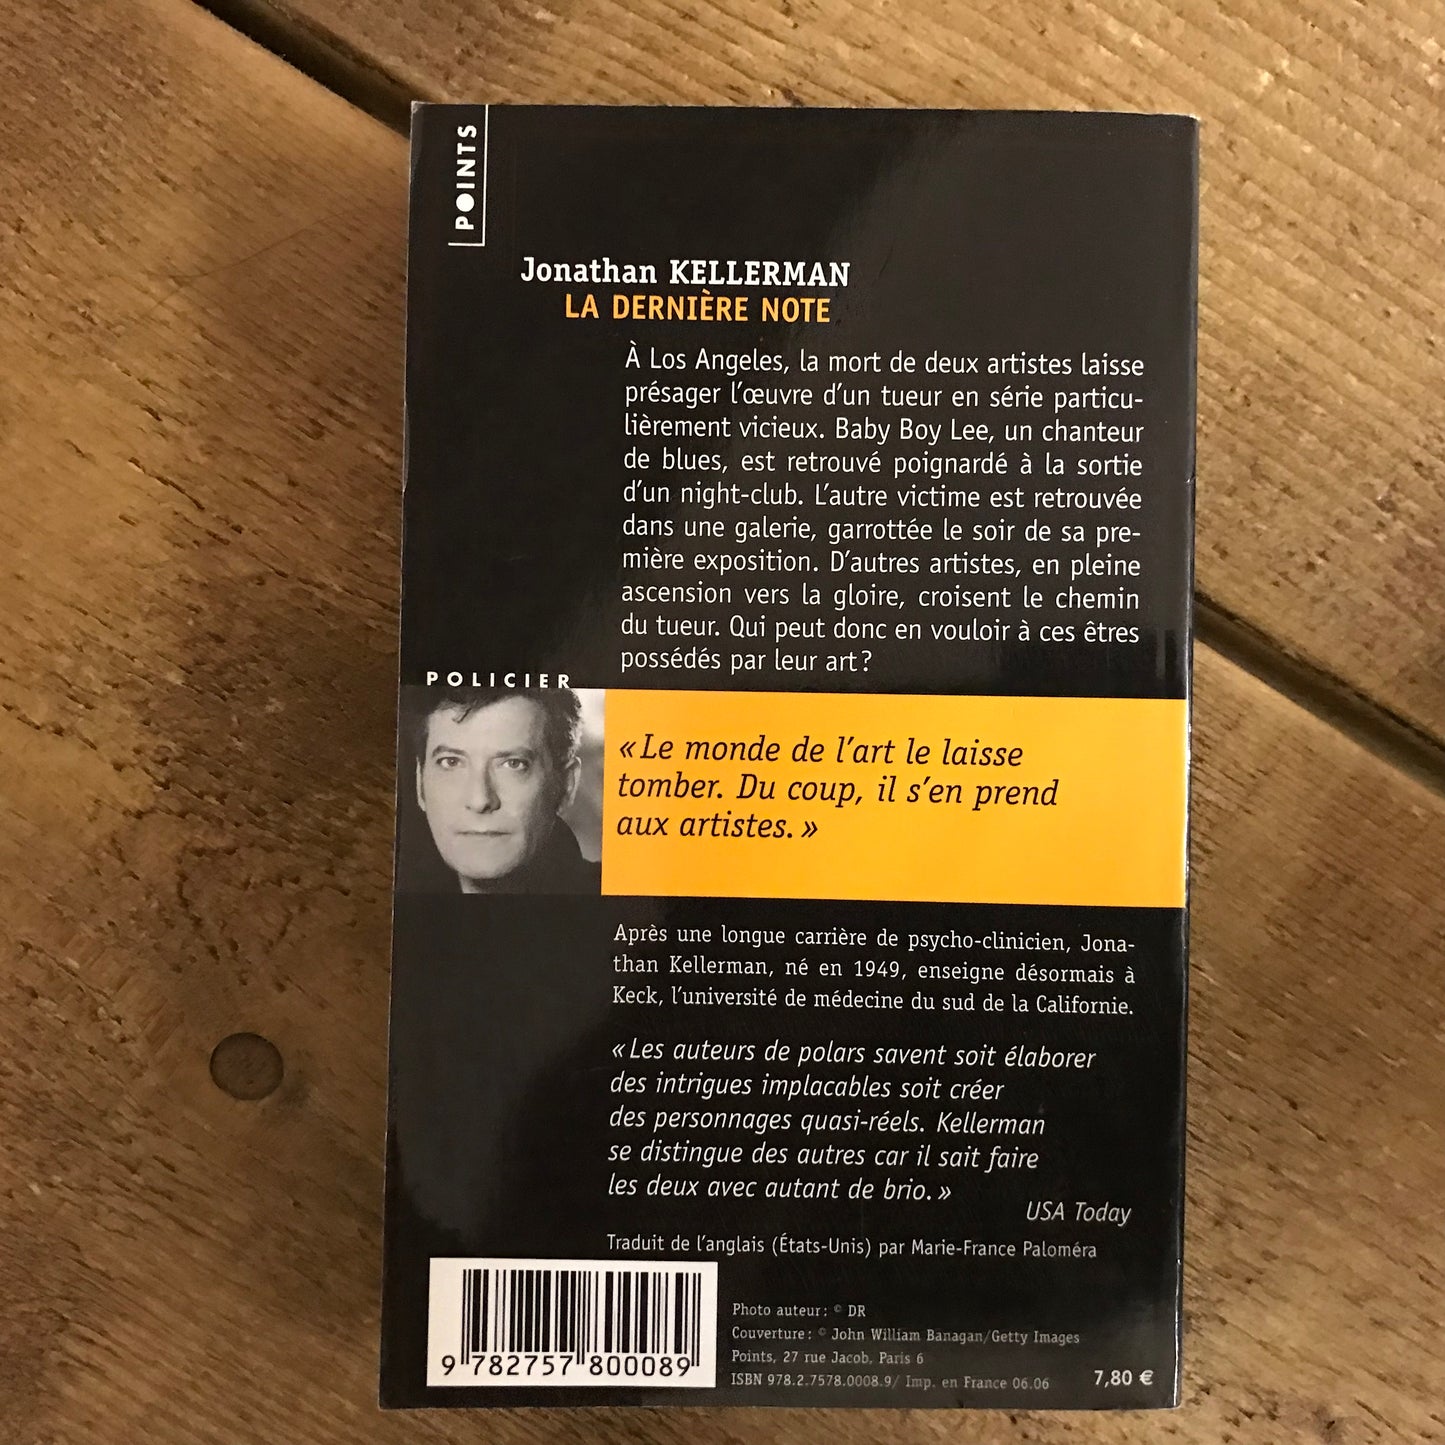 POINTS
Jonathan KELLERMAN
LA DERNIÈRE NOTE
À Los Angeles, la mort de deux artistes laisse
présager l’œuvre d’un tueur en série particu-
lièrement vicieux. Baby Boy Lee, un chanteur
de blues, est retrouvé poignardé à la sortie
d’un night-club. L’autre victime est retrouvée
dans une galerie, garrottée le soir de sa pre-
mière exposition. D’autres artistes, en pleine
ascension vers la gloire, croisent le chemin
du tueur. Qui peut donc en vouloir à ces êtres
possédés par leur art ?
POLICIER
« Le monde de l’art le laisse
tomber. Du coup, il s’en prend
aux artistes. »
Après une longue carrière de psycho-clinicien, Jona-
than Kellerman, né en 1949, enseigne désormais à
Keck, l’université de médecine du sud de la Californie.
« Les auteurs de polars savent soit élaborer
des intrigues implacables soit créer
des personnages quasi-réels. Kellerman
se distingue des autres car il sait faire
les deux avec autant de brio. »
USA Today
Traduit de l’anglais (États-Unis) par Marie-France Paloméra
9 782757 800089
Photo auteur : © DR
Couverture : © John William Banagan/Getty Images
Points, 27 rue Jacob, Paris 6
ISBN 978.2.7578.0008.9/ Imp. en France 06.06
7,80 €